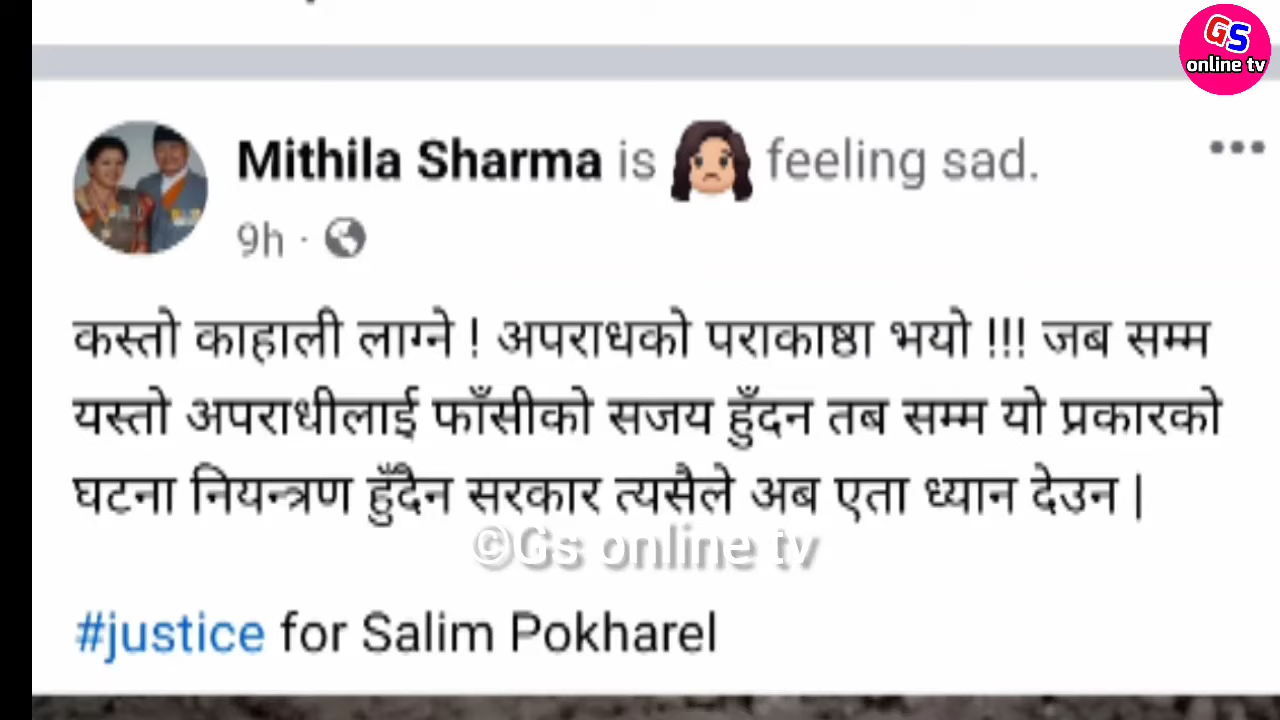 GS
online tv
Mithila Sharma is feeling sad.
9h ·
कस्तो काहाली लाग्ने ! अपराधको पराकाष्ठा भयो !!! जब सम्म
यस्तो अपराधीलाई फाँसीको सजय हुँदन तब सम्म यो प्रकारको
घटना नियन्त्रण हुँदैन सरकार त्यसैले अब एता ध्यान देउन |
©Gs online tv
#justice for Salim Pokharel